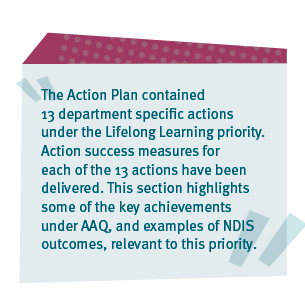 The Action Plan contained
13 department specific actions
under the Lifelong Learning priority.
Action success measures for
each of the 13 actions have been
delivered. This section highlights
some of the key achievements
under AAQ, and examples of NDIS
outcomes, relevant to this priority.